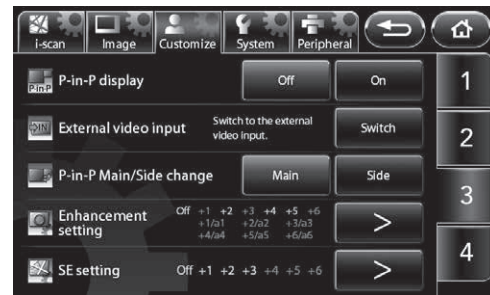 i-scan Image Customize System Peripheral
P-in-P P-in-P display Off On 1
IN External video input Switch to the external
video input. Switch 2
P-in-P Main/Side change Main Side 3
Enhancement
setting Off +1 +2 +3 +4 +5 +6
+1/a1 +2/a2 +3/a3
+4/a4 +5/a5 +6/a6 >
4
SE setting Off +1 +2 +3 +4 +5 +6 >